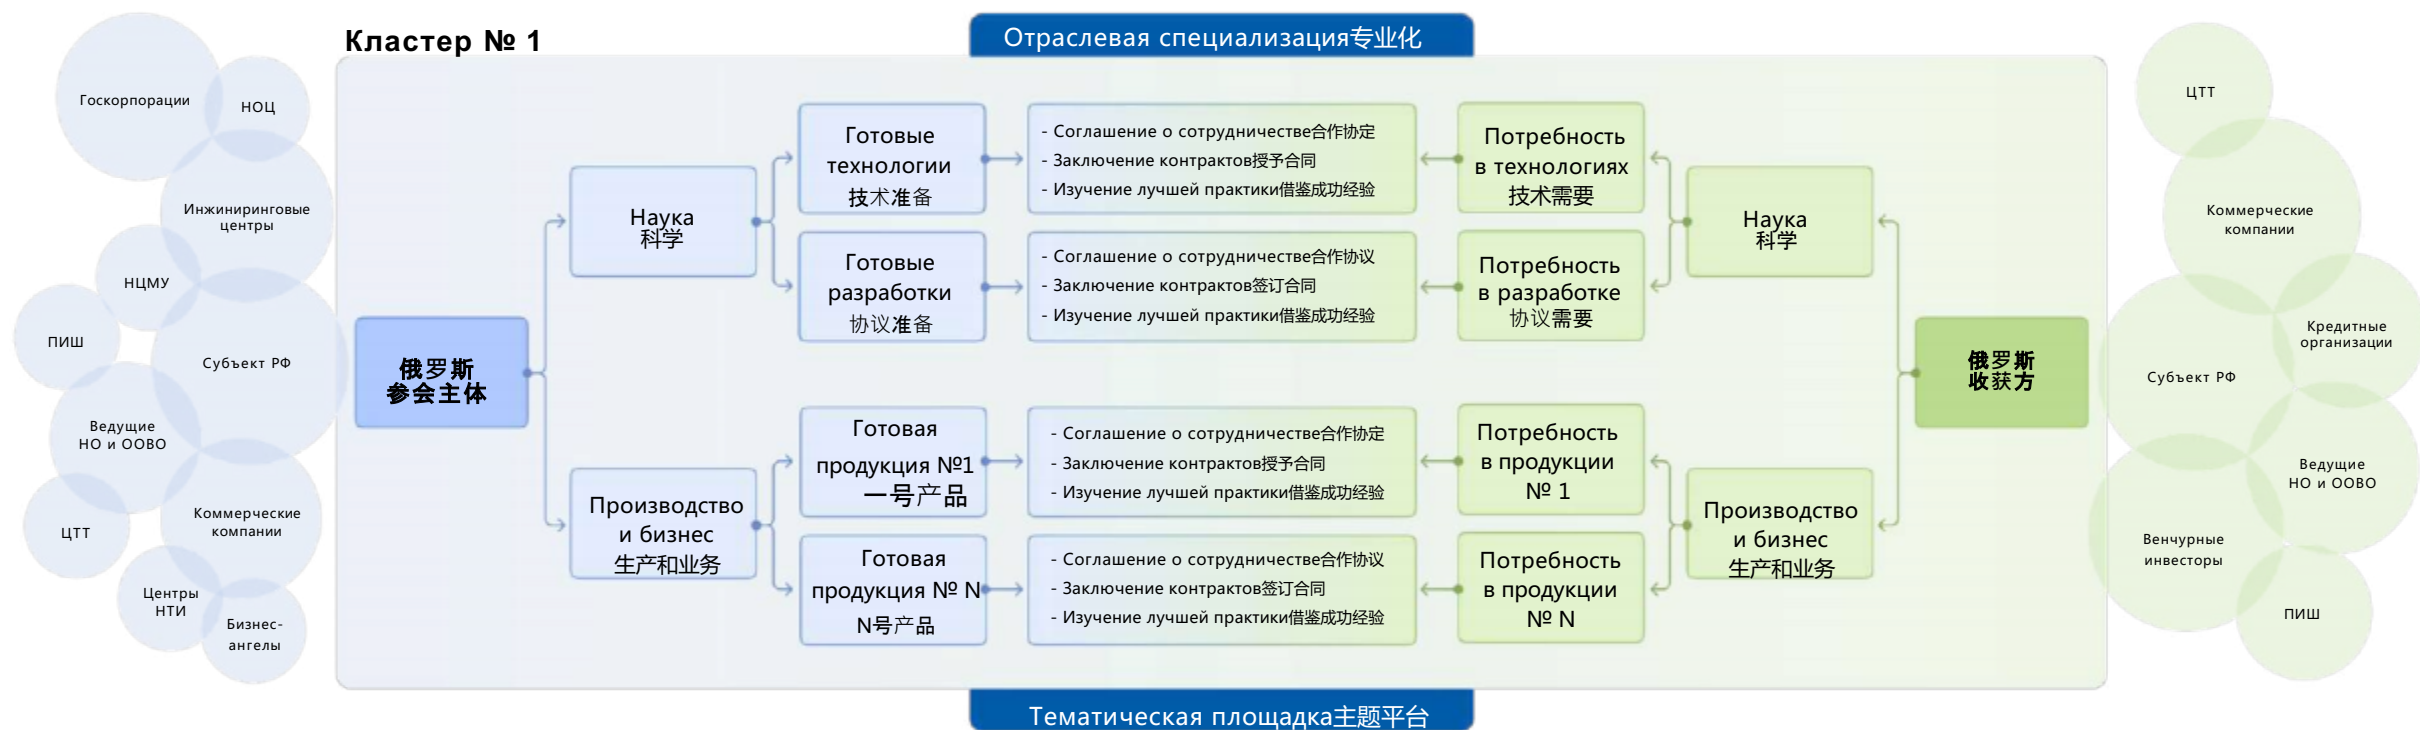 Кластер № 1
Отраслевая специализация专业化
Госкорпорации
НОЦ
Инжиниринговые
центры
НЦМУ
ПИШ
Субъект РФ
Ведущие
НО и ООВО
Коммерческие
компании
ЦТТ
Центры
НТИ
Бизнес-
ангелы
俄罗斯
参会主体
Наука
科学
Производство
и бизнес
生产和业务
Готовые
технологии
技术准备
Готовые
разработки
协议准备
Готовая
продукция №1
一号产品
Готовая
продукция № N
N号产品
- Соглашение о сотрудничестве合作协定
- Заключение контрактов授予合同
- Изучение лучшей практики借鉴成功经验
- Соглашение о сотрудничестве合作协议
- Заключение контрактов签订合同
- Изучение лучшей практики借鉴成功经验
- Соглашение о сотрудничестве合作协定
- Заключение контрактов授予合同
- Изучение лучшей практики借鉴成功经验
- Соглашение о сотрудничестве合作协议
- Заключение контрактов签订合同
- Изучение лучшей практики借鉴成功经验
Потребность
в технологиях
技术需要
Потребность
в разработке
协议需要
Потребность
в продукции
№ 1
Потребность
в продукции
№ N
Наука
科学
Производство
и бизнес
生产和业务
俄罗斯
收获方
ЦТТ
Коммерческие
компании
Кредитные
организации
Субъект РФ
Ведущие
НО и ООВО
Венчурные
инвесторы
ПИШ
Тематическая площадка主题平台